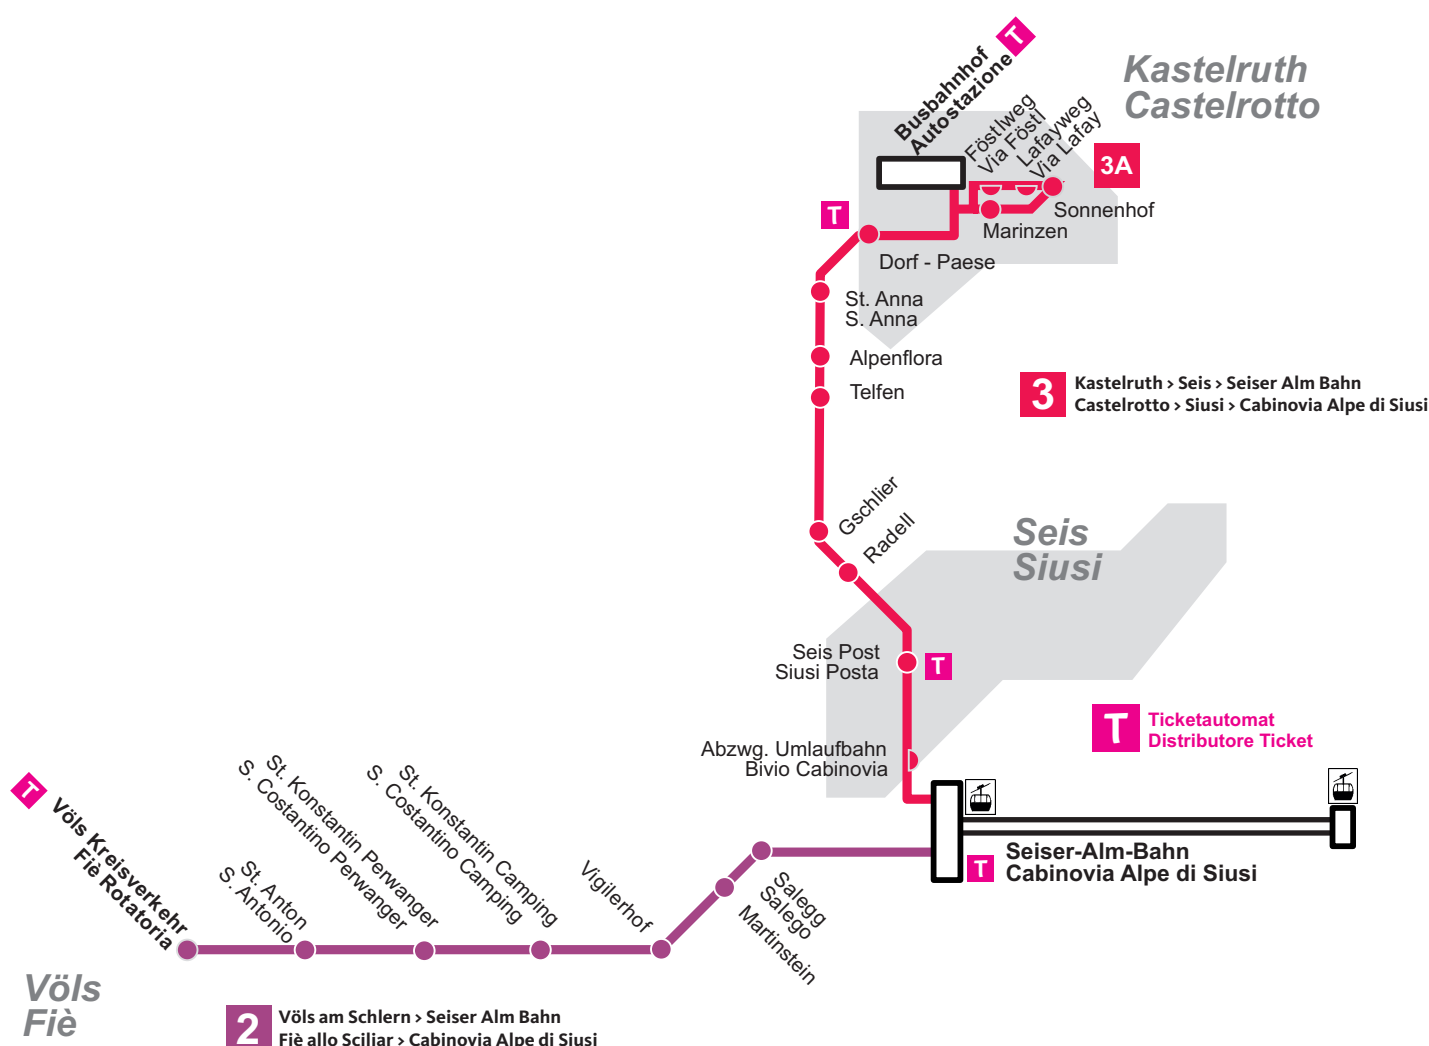 Busbahnhof
Autostazione
T
Kastelruth
Castelrotto
Föstlweg
Via Föstl
Lafayweg
Via Lafay
3A
T
Sonnenhof
Marinzen
Dorf - Paese
St. Anna
S. Anna
Alpenflora
Telfen
3
Kastelruth > Seis > Seiser Alm Bahn
Castelrotto > Siusi > Cabinovia Alpe di Siusi
Gschlier
Radell
Seis
Siusi
Seis Post
Siusi Posta
T
T
Ticketautomat
Distributore Ticket
Abzwg. Umlaufbahn
Bivio Cabinovia
T
Seiser-Alm-Bahn
Cabinovia Alpe di Siusi
T
Völs Kreisverkehr
Fiè Rotatoria
St. Anton
S. Antonio
St. Konstantin Perwanger
S. Costantino Perwanger
St. Konstantin Camping
S. Costantino Camping
Vigilerhof
Salegg
Salego
Martinstein
Völs
Fiè
2
Völs am Schlern > Seiser Alm Bahn
Fiè allo Sciliar > Cabinovia Alpe di Siusi